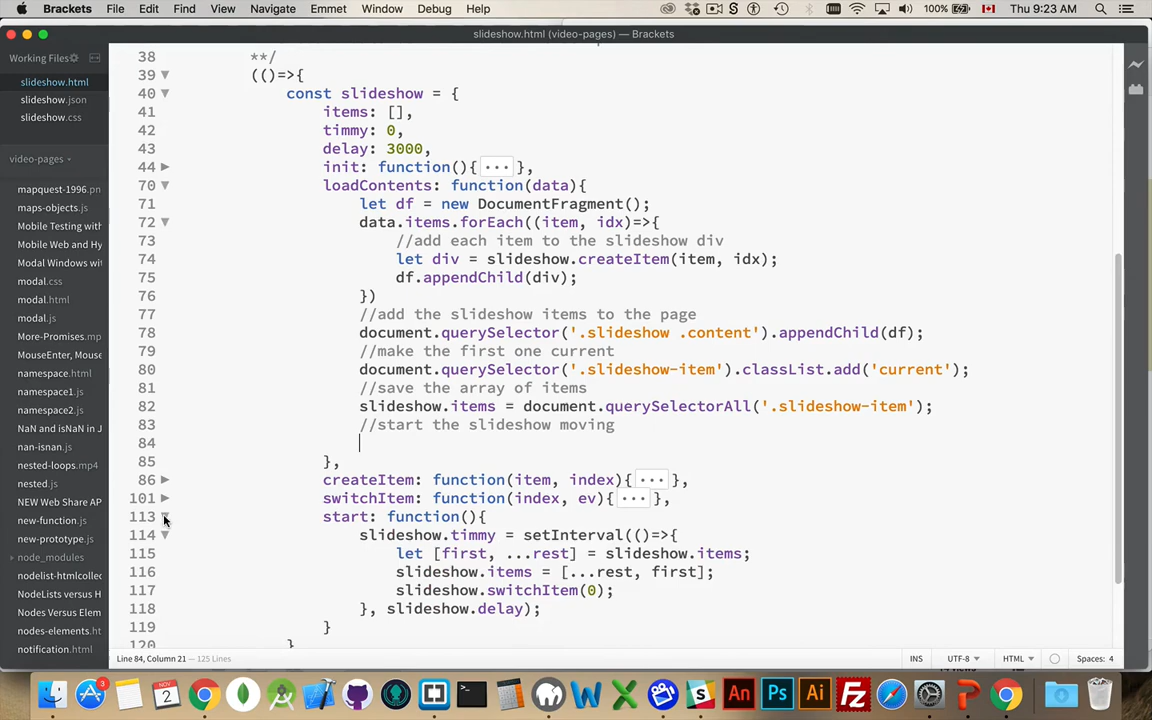 Brackets File Edit Find View Navigate Emmet Window Debug Help 100% Thu 9:23 AM
slideshow.html (video-pages) — Brackets
Working Files
slideshow.html
slideshow.json
slideshow.css
video-pages
mapquest-1996.pn
maps-objects.js
Mobile Testing with
Mobile Web and Hy
Modal Windows wit
modal.css
modal.html
modal.js
More-Promises.mp
MouseEnter, Mouse
namespace.html
namespace1.js
namespace2.js
NaN and isNaN in J
nan-isnan.js
nested-loops.mp4
nested.js
NEW Web Share AP
new-function.js
new-prototype.js
node_modules
nodelist-htmlcollec
NodeLists versus H
Nodes Versus Elem
nodes-elements.ht
notification.html
38 **/
39 (()=>{
40 const slideshow = {
41 items: [],
42 timmy: 0,
43 delay: 3000,
44 init: function(){ ... },
70 loadContents: function(data){
71 let df = new DocumentFragment();
72 data.items.forEach((item, idx)=>{
73 //add each item to the slideshow div
74 let div = slideshow.createItem(item, idx);
75 df.appendChild(div);
76 })
77 //add the slideshow items to the page
78 document.querySelector('.slideshow .content').appendChild(df);
79 //make the first one current
80 document.querySelector('.slideshow-item').classList.add('current');
81 //save the array of items
82 slideshow.items = document.querySelectorAll('.slideshow-item');
83 //start the slideshow moving
84
85 },
86 createItem: function(item, index){ ... },
101 switchItem: function(index, ev){ ... },
113 start: function(){
114 slideshow.timmy = setInterval(()=>{
115 let [first, ...rest] = slideshow.items;
116 slideshow.items = [...rest, first];
117 slideshow.switchItem(0);
118 }, slideshow.delay);
119 }
120 }
Line 84, Column 21 — 125 Lines INS UTF-8 HTML Spaces: 4
3 NOV 2 W X S An Ps Ai Fz P